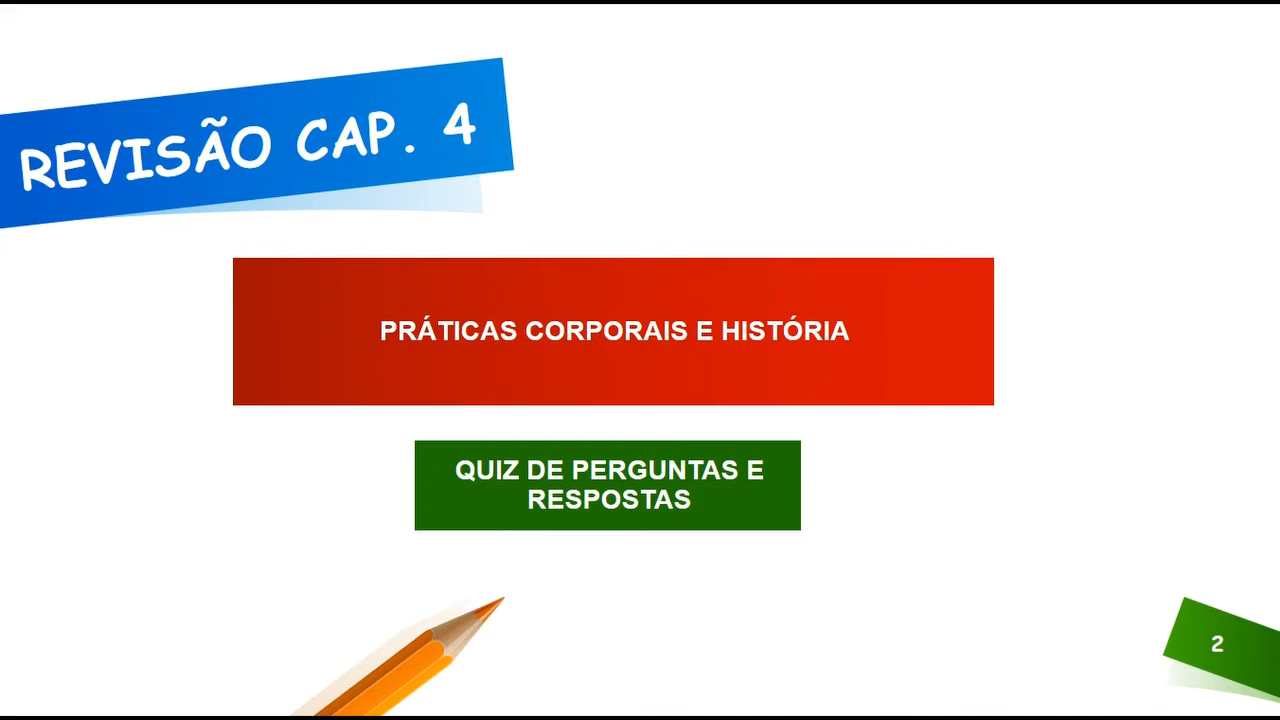 REVISÃO CAP. 4
PRÁTICAS CORPORAIS E HISTÓRIA
QUIZ DE PERGUNTAS E
RESPOSTAS
2